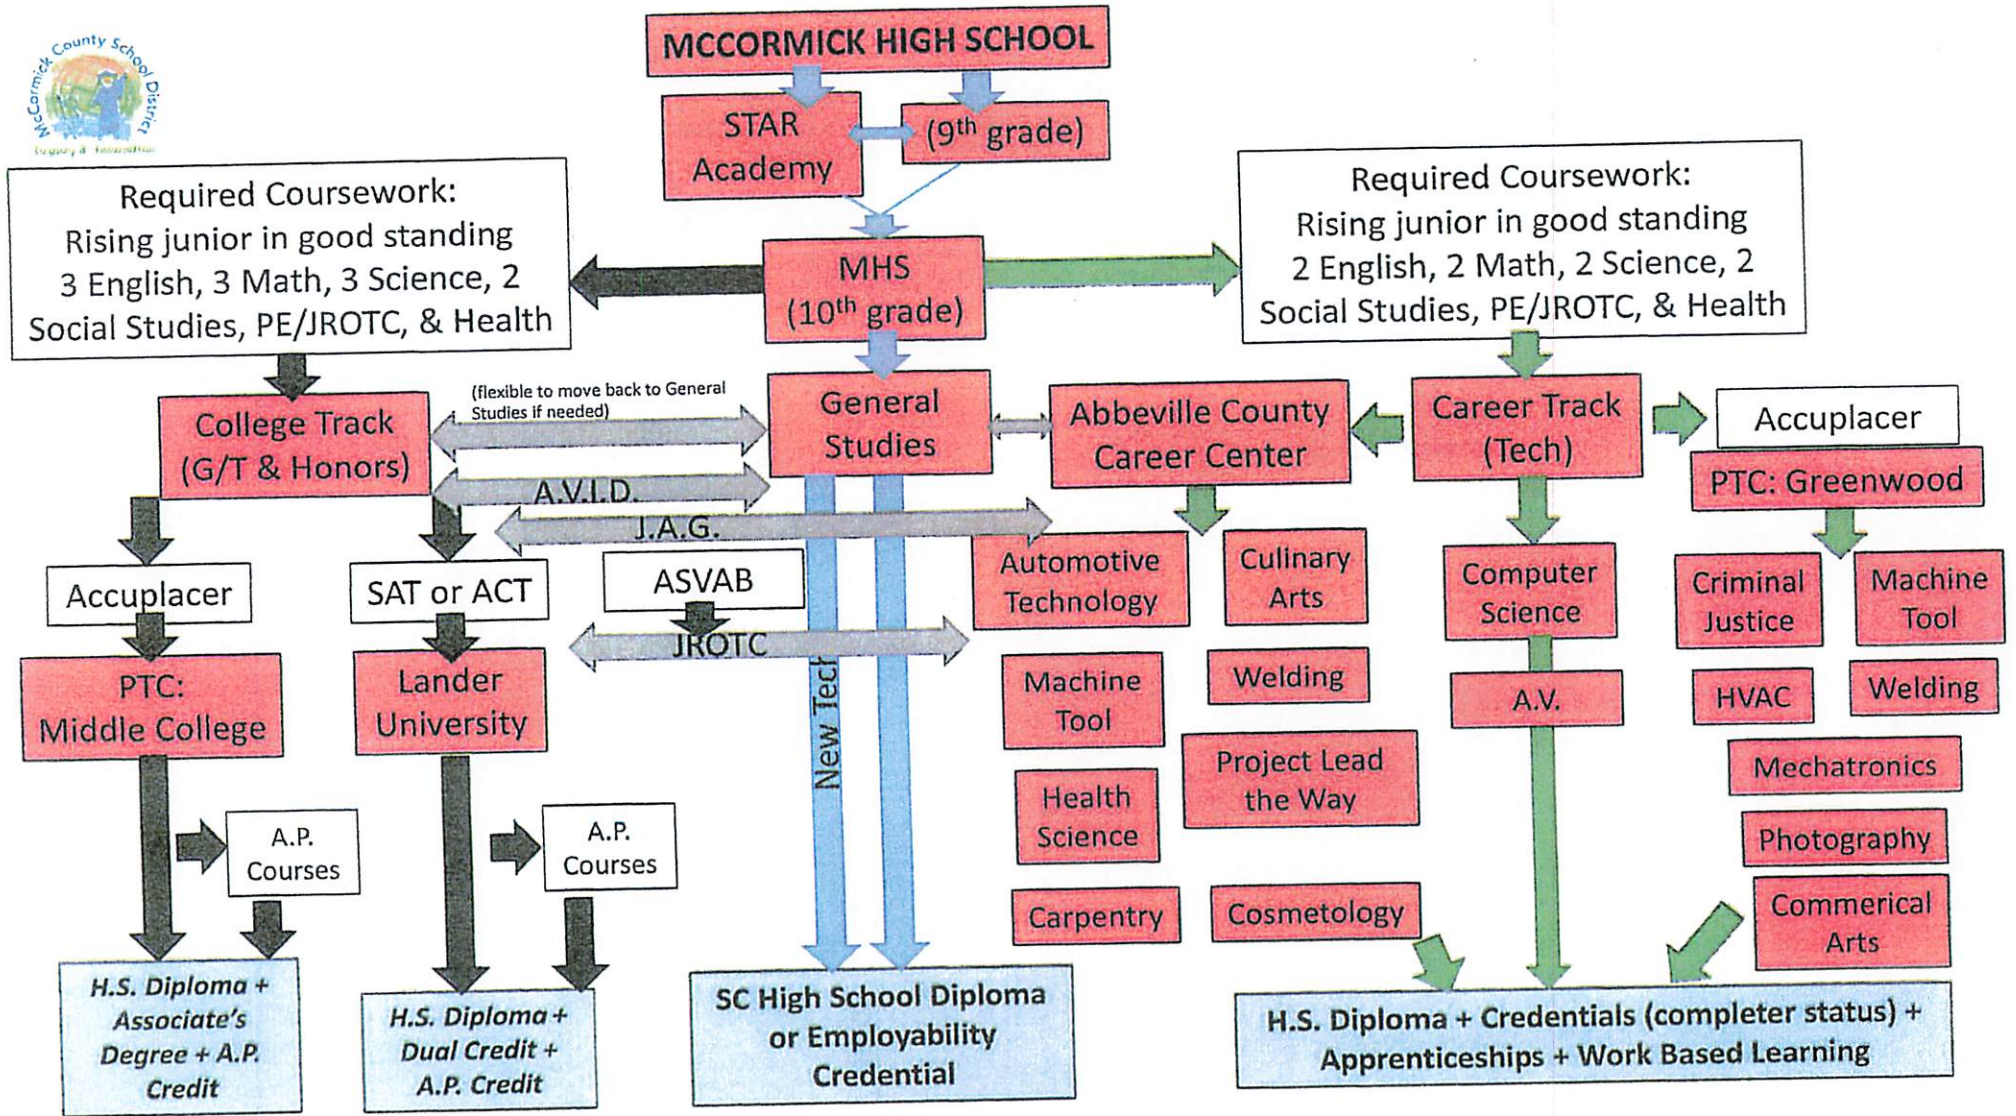 McCormick County School District
MCCORMICK HIGH SCHOOL
STAR
Academy
(9th grade)
Required Coursework:
Rising junior in good standing
3 English, 3 Math, 3 Science, 2
Social Studies, PE/JROTC, & Health
MHS
(10th grade)
Required Coursework:
Rising junior in good standing
2 English, 2 Math, 2 Science, 2
Social Studies, PE/JROTC, & Health
College Track
(G/T & Honors)
(flexible to move back to General
Studies if needed)
General
Studies
Abbeville County
Career Center
Career Track
(Tech)
Accuplacer
PTC: Greenwood
A.V.I.D.
J.A.G.
Accuplacer
SAT or ACT
ASVAB
JROTC
New Tech
PTC:
Middle College
Lander
University
Automotive
Technology
Culinary
Arts
Machine
Tool
Welding
Health
Science
Project Lead
the Way
Carpentry
Cosmetology
Computer
Science
A.V.
Criminal
Justice
Machine
Tool
HVAC
Welding
Mechatronics
Photography
Commerical
Arts
A.P.
Courses
A.P.
Courses
H.S. Diploma +
Associate's
Degree + A.P.
Credit
H.S. Diploma +
Dual Credit +
A.P. Credit
SC High School Diploma
or Employability
Credential
H.S. Diploma + Credentials (completer status) +
Apprenticeships + Work Based Learning